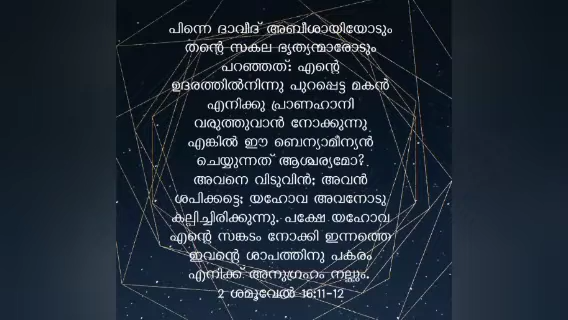 പിന്നെ ദാവീദ് അബീശായിയോടും
തന്റെ സകല ഭൃത്യന്മാരോടും
പറഞ്ഞത്: എന്റെ
ഉദരത്തിൽനിന്നു പുറപ്പെട്ട മകൻ
എനിക്കു പ്രാണഹാനി
വരുത്തുവാൻ നോക്കുന്നു
എങ്കിൽ ഈ ബെന്യാമീന്യൻ
ചെയ്യുന്നത് ആശ്ചര്യമോ?
അവനെ വിടുവിൻ; അവൻ
ശപിക്കട്ടെ; യഹോവ അവനോടു
കല്പിച്ചിരിക്കുന്നു. പക്ഷേ യഹോവ
എന്റെ സങ്കടം നോക്കി ഇന്നത്തെ
ഇവന്റെ ശാപത്തിനു പകരം
എനിക്ക് അനുഗ്രഹം നല്കും.
2 ശമൂവേൽ 16:11-12